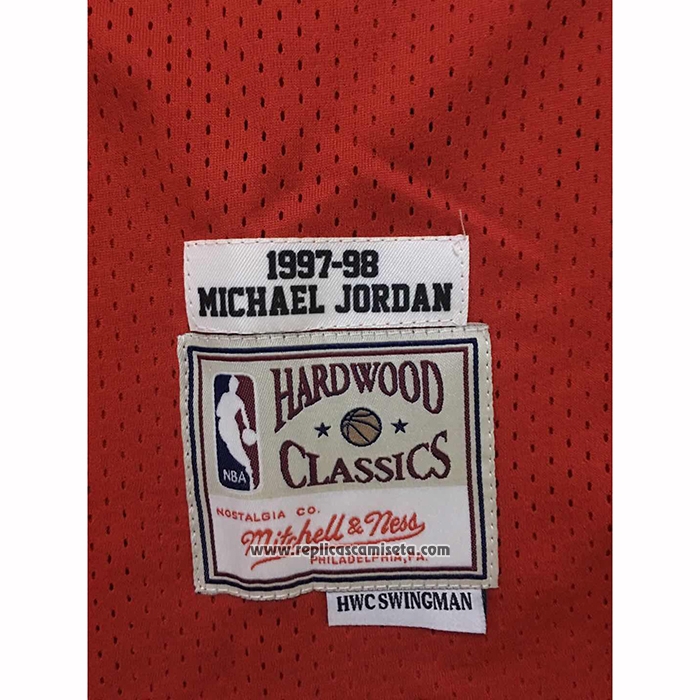 1997-98
MICHAEL JORDAN
HARDWOOD
CLASSICS
NBA
NOSTALGIA CO.
Mitchell & Ness
www.replicascamiseta.com
PHILADELPHIA, PA.
HWC SWINGMAN